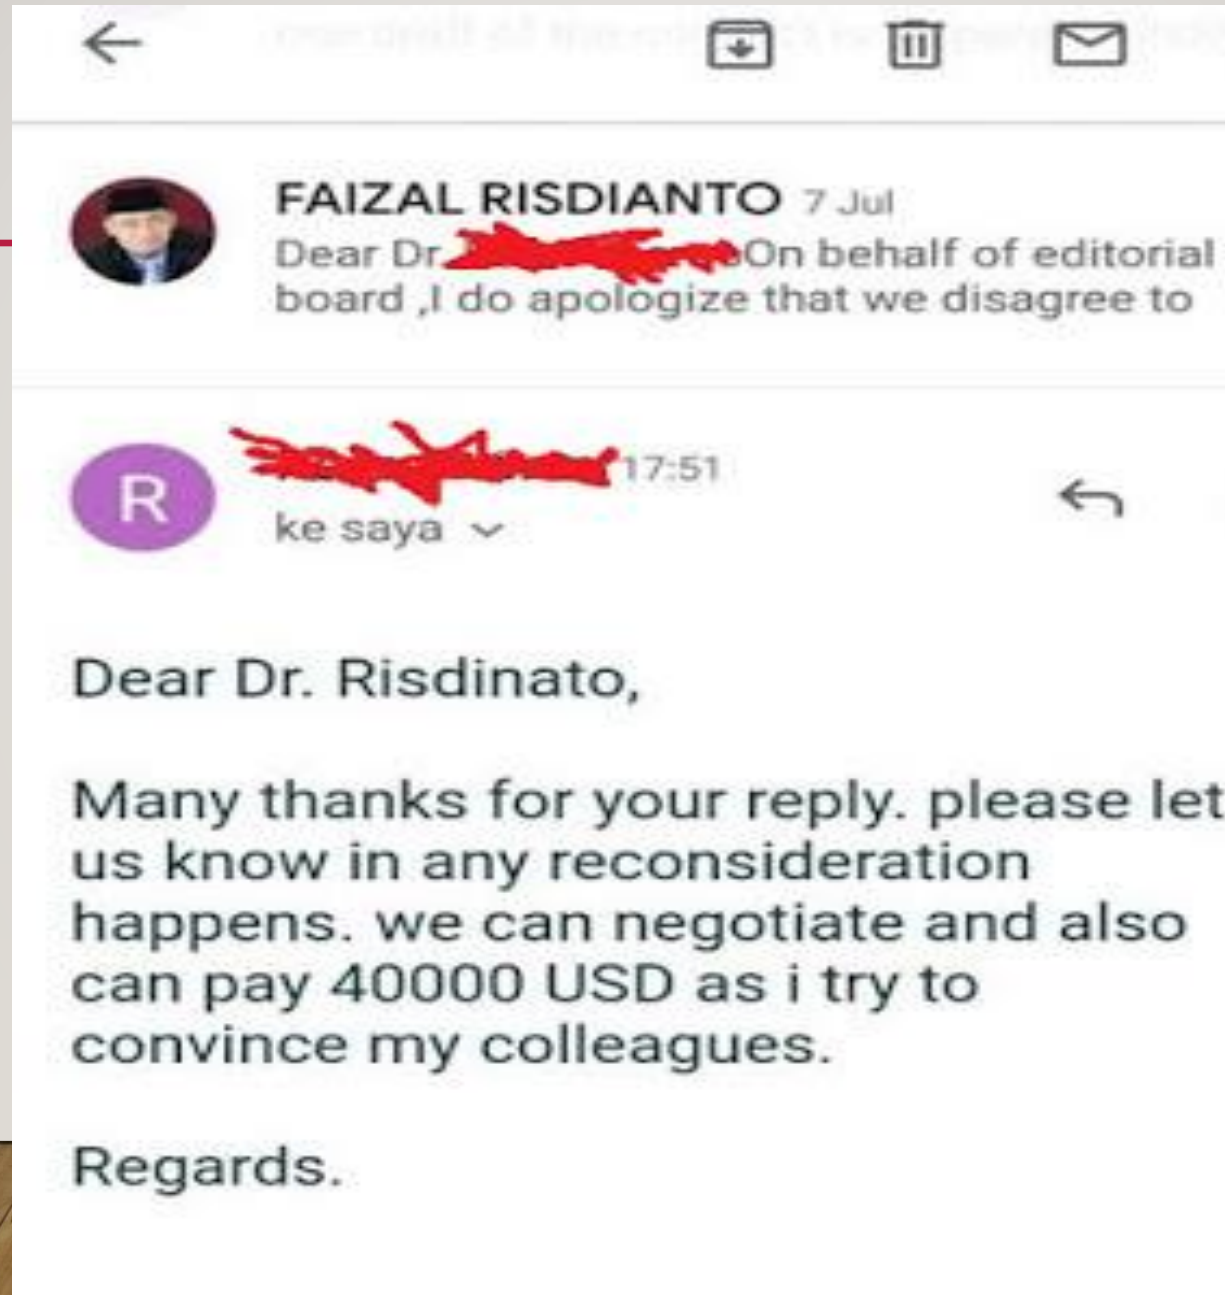 FAIZAL RISDIANTO 7 Jul
Dear Dr. On behalf of editorial
board ,I do apologize that we disagree to
R
17:51
ke saya
Dear Dr. Risdinato,
Many thanks for your reply. please let
us know in any reconsideration
happens. we can negotiate and also
can pay 40000 USD as i try to
convince my colleagues.
Regards.